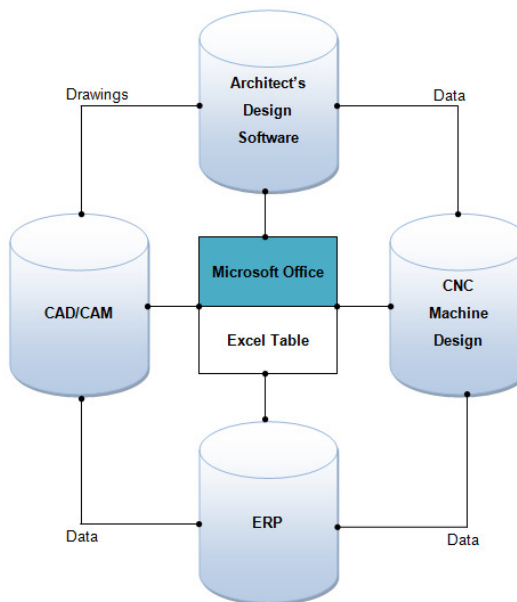 Architect's
Design
Software
Drawings
Data
Microsoft Office
CAD/CAM
CNC
Machine
Design
Excel Table
ERP
Data
Data